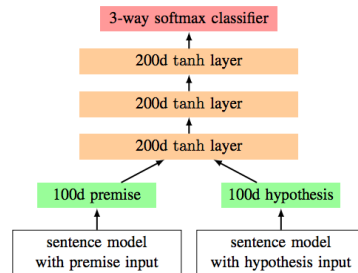 3-way softmax classifier
200d tanh layer
200d tanh layer
200d tanh layer
100d premise
100d hypothesis
sentence model
with premise input
sentence model
with hypothesis input